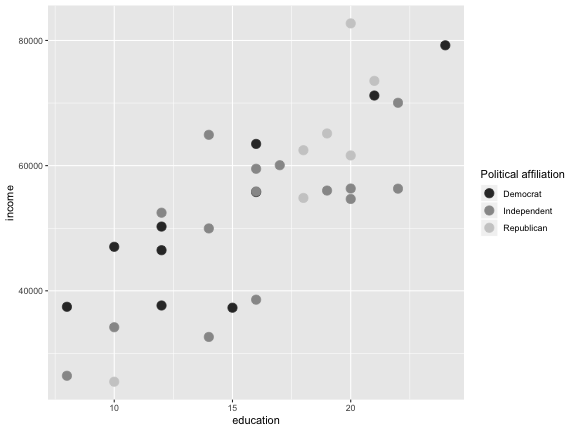 80000
60000
40000
income
10 15 20
education
Political affiliation
Democrat
Independent
Republican